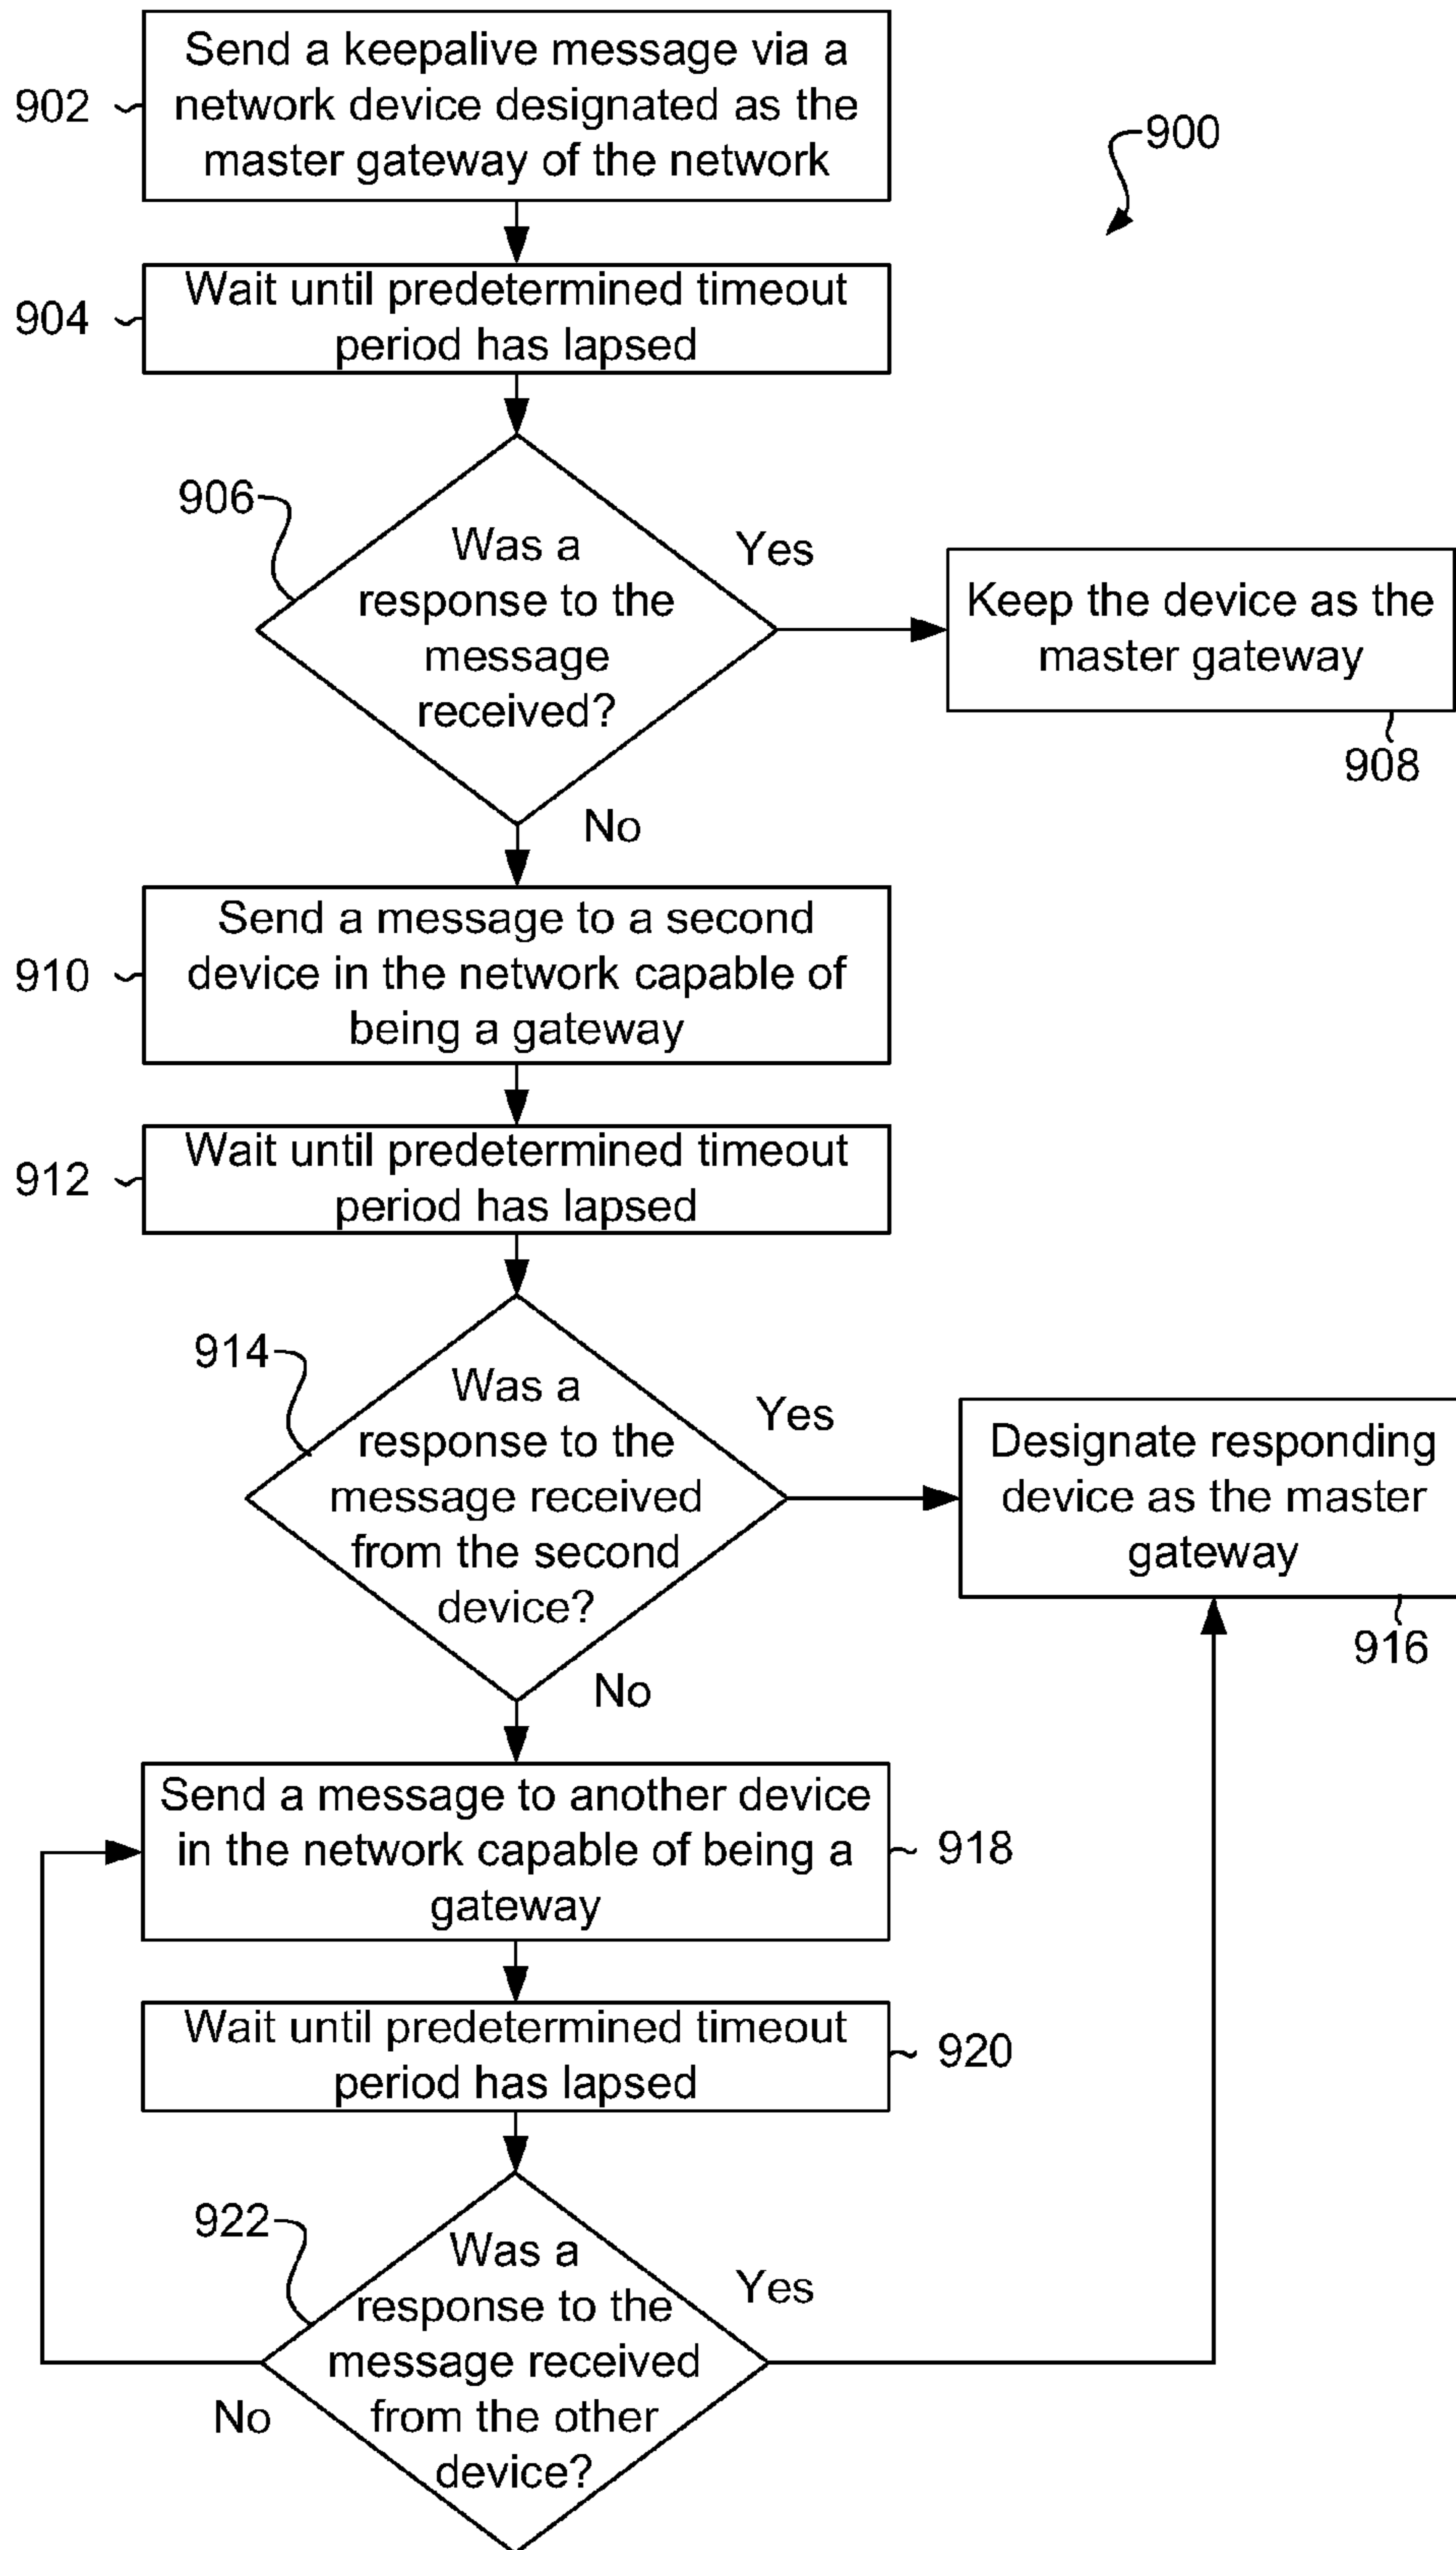 Send a keepalive message via a
network device designated as the
master gateway of the network
902
900
Wait until predetermined timeout
period has lapsed
904
906
Was a
response to the
message
received?
Yes
Keep the device as the
master gateway
908
No
Send a message to a second
device in the network capable of
being a gateway
910
Wait until predetermined timeout
period has lapsed
912
914
Was a
response to the
message received
from the second
device?
Yes
Designate responding
device as the master
gateway
916
No
Send a message to another device
in the network capable of being a
gateway
918
Wait until predetermined timeout
period has lapsed
920
922
Was a
response to the
message received
from the other
device?
Yes
No